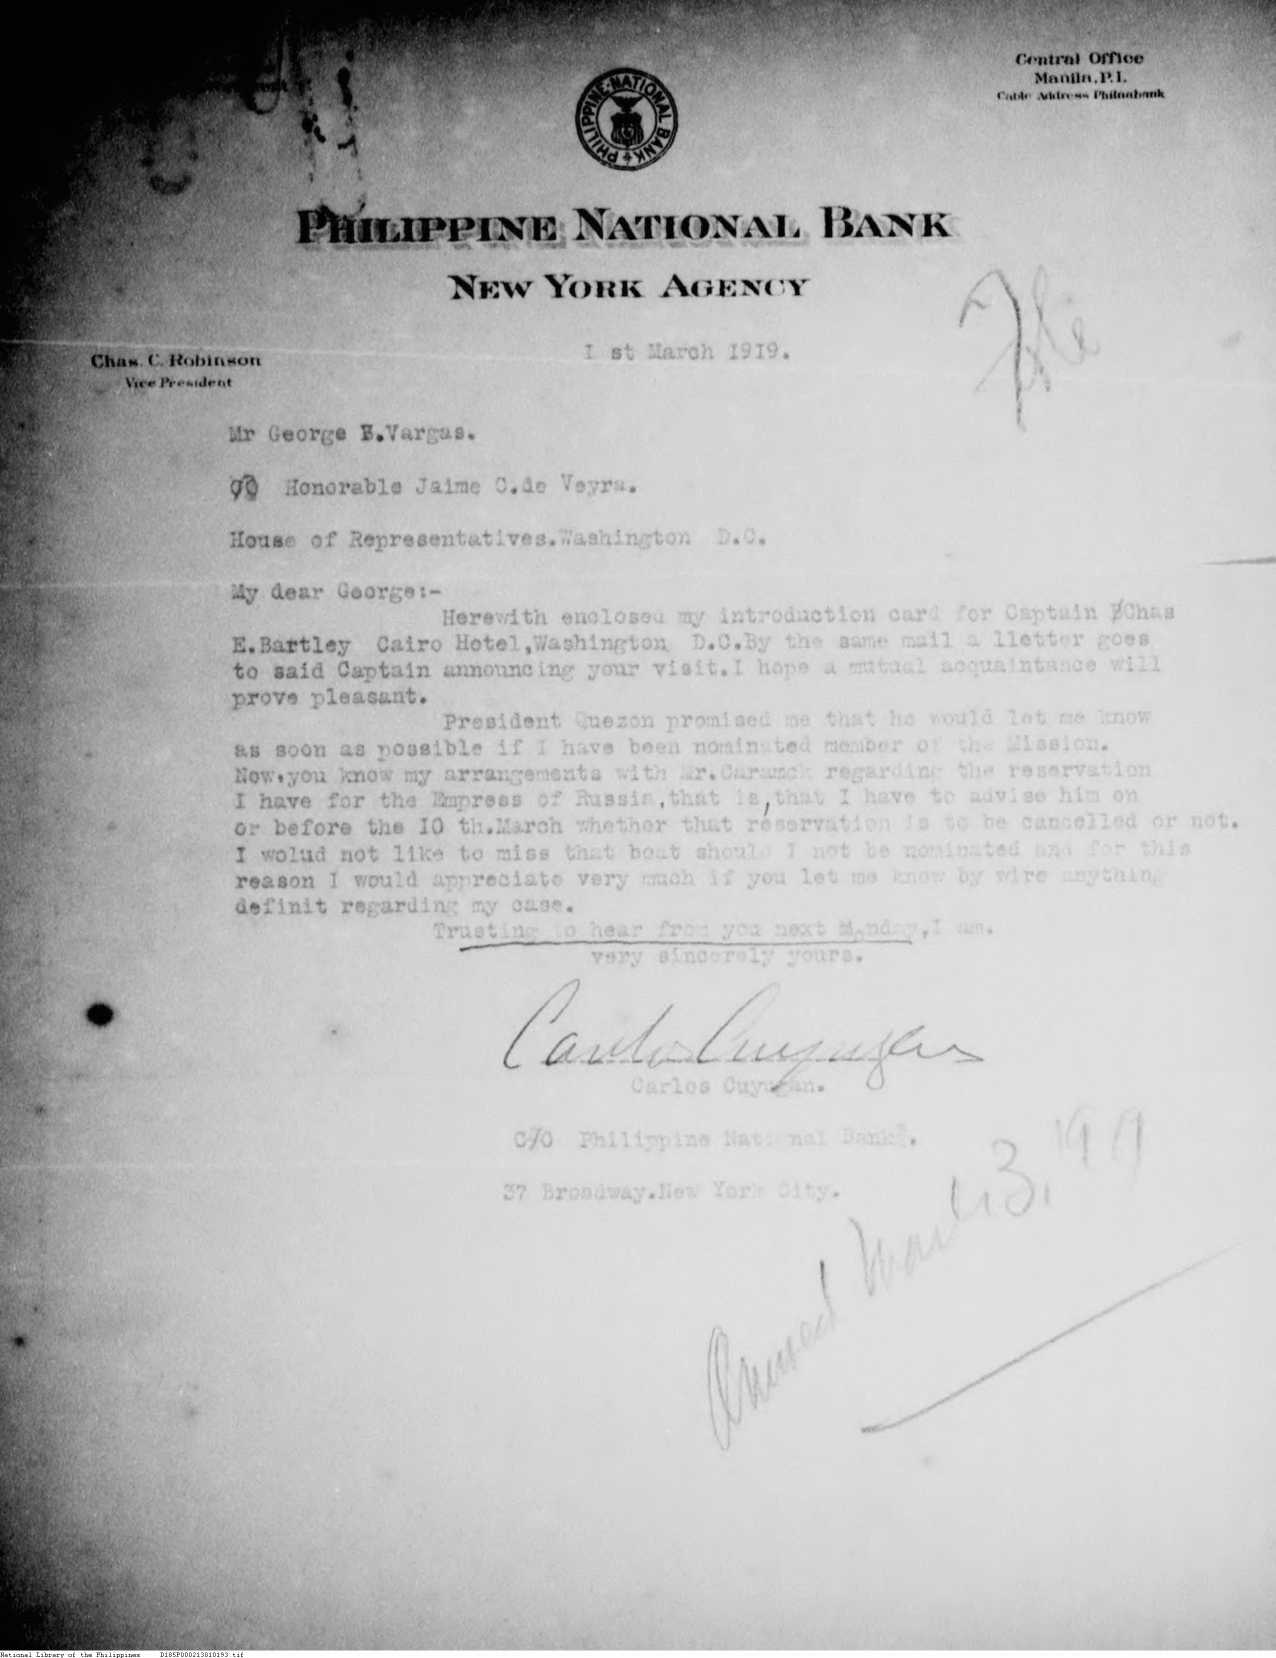 Central Office
Manila, P.I.
Cable Address Philnabank
PHILIPPINE NATIONAL BANK
PHILIPPINE NATIONAL BANK
NEW YORK AGENCY
File
Chas. C. Robinson
Vice President
I st March 1919.
Mr George B.Vargas.
Honorable Jaime C.de Veyra.
House of Representatives.Washington D.C.
My dear George:-
Herewith enclosed my introduction card for Captain Chas
E.Bartley Cairo Hotel,Washington D.C.By the same mail a lletter goes
to said Captain announcing your visit.I hope a mutual acquaintance will
prove pleasant.
President Quezon promised me that he would let me know
as soon as possible if I have been nominated member of the Mission.
Now,you know my arrangements with Mr. regarding the reservation
I have for the Empress of Russia,that is,that I have to advise him on
or before the IO th.March whether that reservation is to be cancelled or not.
I wolud not like to miss that boat should I not be nominated and for this
reason I would appreciate very much if you let me know by wire anything
definit regarding my case.
Trusting to hear from you next Monday,I am.
very sincerely yours.
Carlos Cuyugan
Carlos Cuyugan.
C/O Philippine National Bank.
37 Broadway.New York City.
Answered March 3, 1919
National Library of the Philippines D185P000213810193.tif